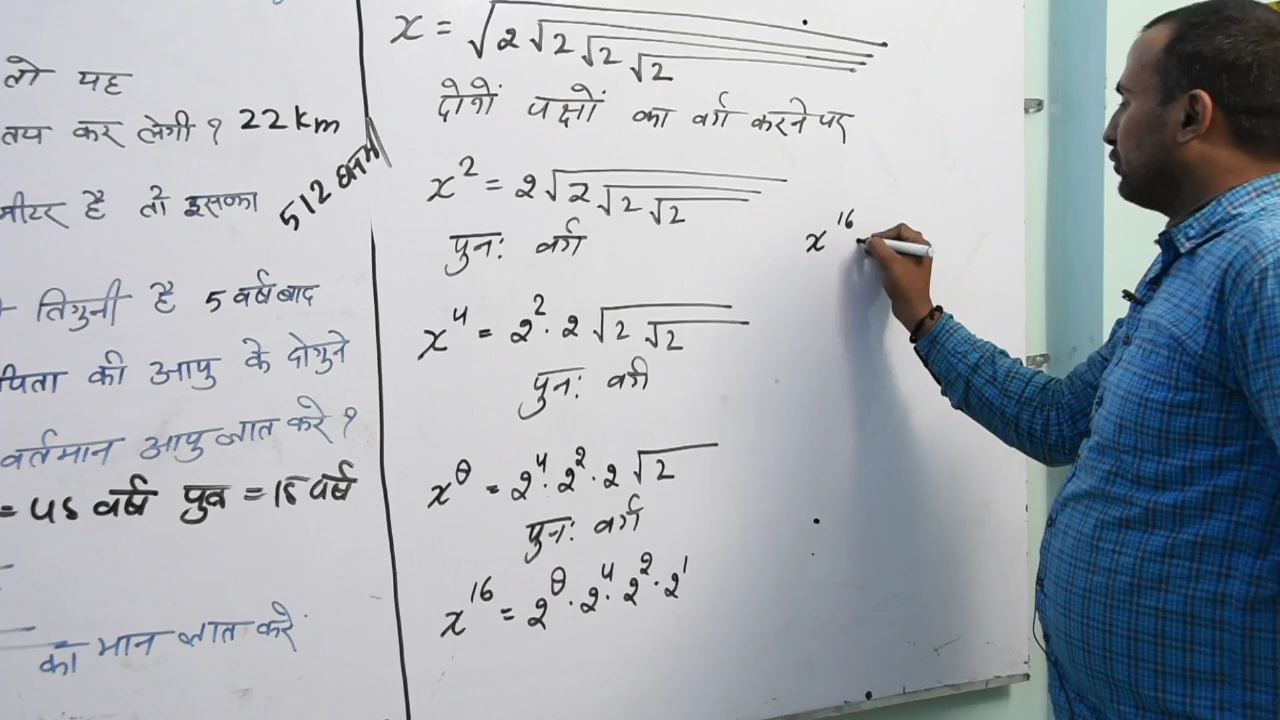 लो यह
तय कर लेगी ? 22 km
मीटर है तो इसका 512 घनमी
तिगुनी है 5 वर्ष बाद
पिता की आयु के दोगुने
वर्तमान आयु ज्ञात करे ?
= 45 वर्ष पुत्र = 15 वर्ष
का मान ज्ञात करे
x = √2√2√2√2
दोनों पक्षों का वर्ग करने पर
x² = 2√2√2√2
पुनः वर्ग
x⁴ = 2².2√2√2
पुनः वर्ग
x⁸ = 2⁴.2².2√2
पुनः वर्ग
x¹⁶ = 2⁸.2⁴.2².2¹
x¹⁶